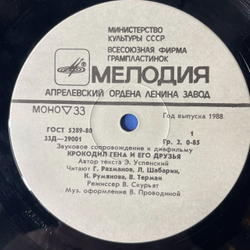 МИНИСТЕРСТВО
КУЛЬТУРЫ СССР
ВСЕСОЮЗНАЯ ФИРМА
ГРАМПЛАСТИНОК
МЕЛОДИЯ
АПРЕЛЕВСКИЙ ОРДЕНА ЛЕНИНА ЗАВОД
МОНО ▽ 33
Год выпуска 1988
ГОСТ 5289-80
1
33Д—29001
Гр. 2. 0-85
Звуковое сопровождение к диафильму
КРОКОДИЛ ГЕНА И ЕГО ДРУЗЬЯ
Автор текста Э. Успенский
Читают Г. Рахманов, Л. Шабарин,
К. Румянова, В. Терман
Режиссер В. Скурьят
Муз. оформление В. Проводиной